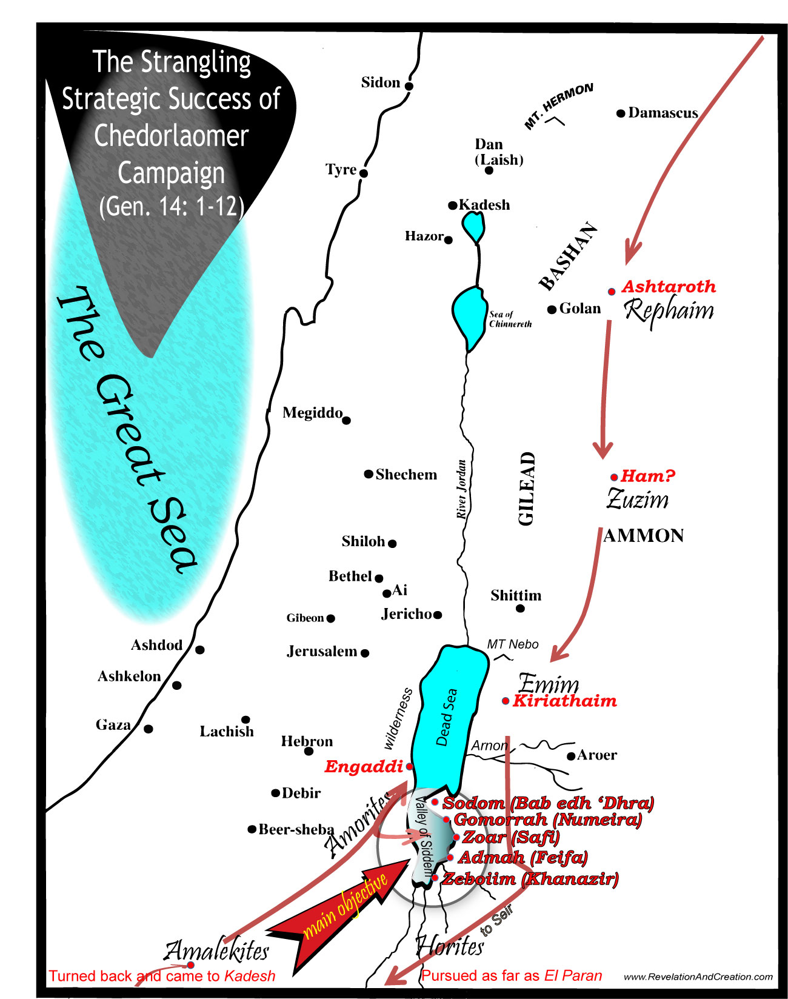 The Strangling
Strategic Success of
Chedorlaomer
Campaign
(Gen. 14: 1-12)
The Great Sea
Sidon
MT. HERMON
Damascus
Dan
(Laish)
Tyre
Kadesh
Hazor
BASHAN
Ashtaroth
Rephaim
Golan
Sea of
Chinnereth
Megiddo
Shechem
River Jordan
GILEAD
Ham?
Zuzim
AMMON
Shiloh
Bethel
Ai
Shittim
Gibeon
Jericho
Ashdod
Jerusalem
MT Nebo
Ashkelon
Emim
Kiriathaim
wilderness
Dead Sea
Gaza
Lachish
Hebron
Arnon
Aroer
Engaddi
Debir
Amorites
Valley of Siddem
Sodom (Bab edh ‘Dhra)
Gomorrah (Numeira)
Beer-sheba
Zoar (Safi)
Admah (Feifa)
Zeboiim (Khanazir)
main objective
to Seir
Amalekites
Horites
Turned back and came to Kadesh
Pursued as far as El Paran
www.RevelationAndCreation.com